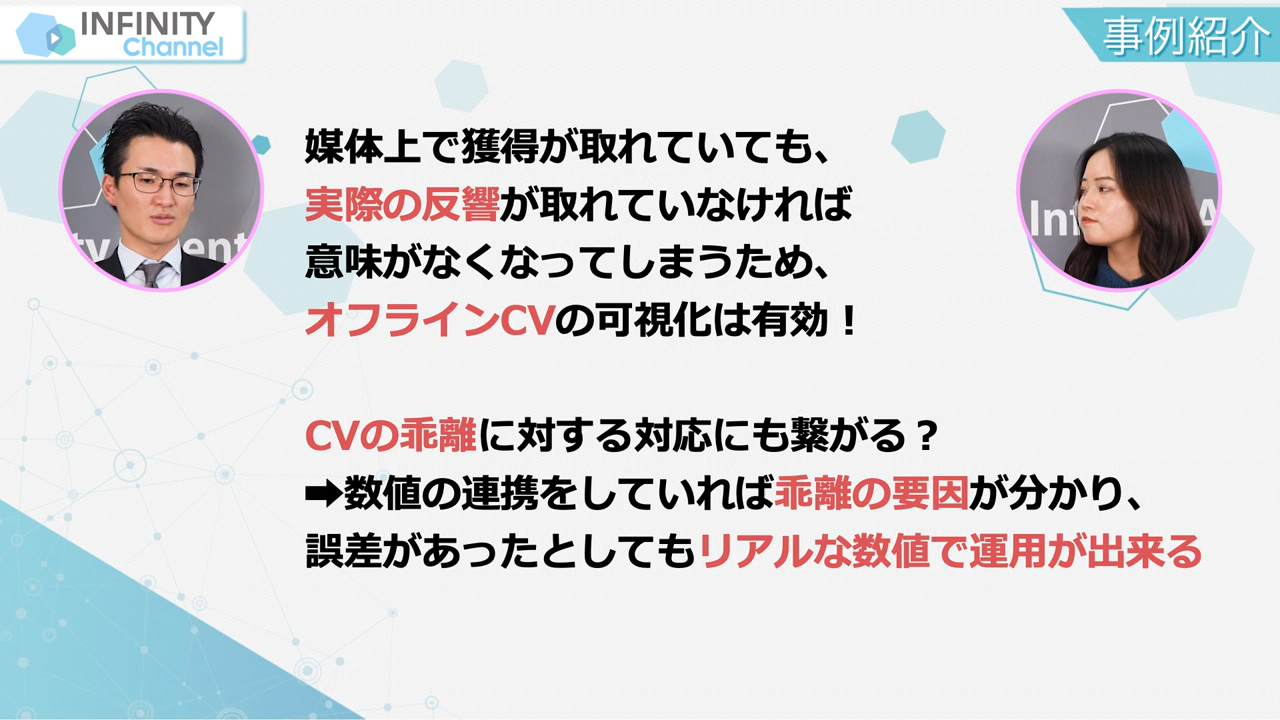 INFINITY
Channel
事例紹介
媒体上で獲得が取れていても、
実際の反響が取れていなければ
意味がなくなってしまうため、
オフラインCVの可視化は有効！
CVの乖離に対する対応にも繋がる？
➡数値の連携をしていれば乖離の要因が分かり、
誤差があったとしてもリアルな数値で運用が出来る